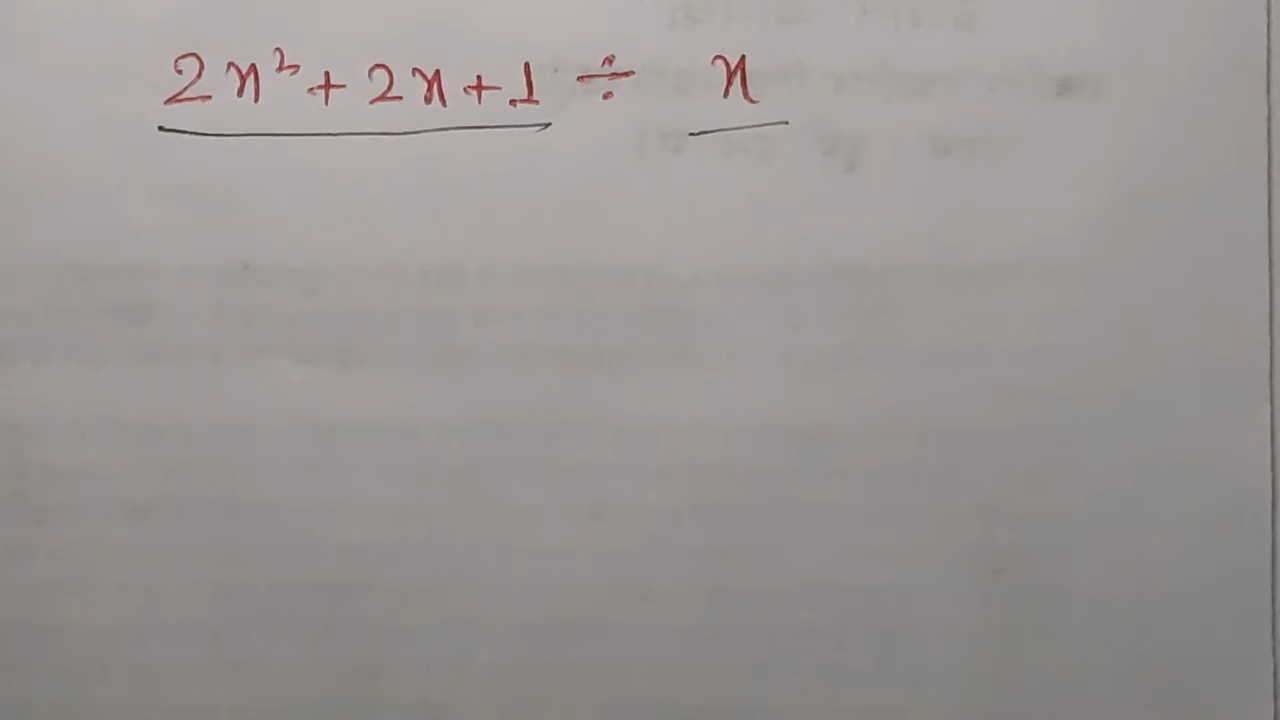 2x² + 2x + 1 ÷ x